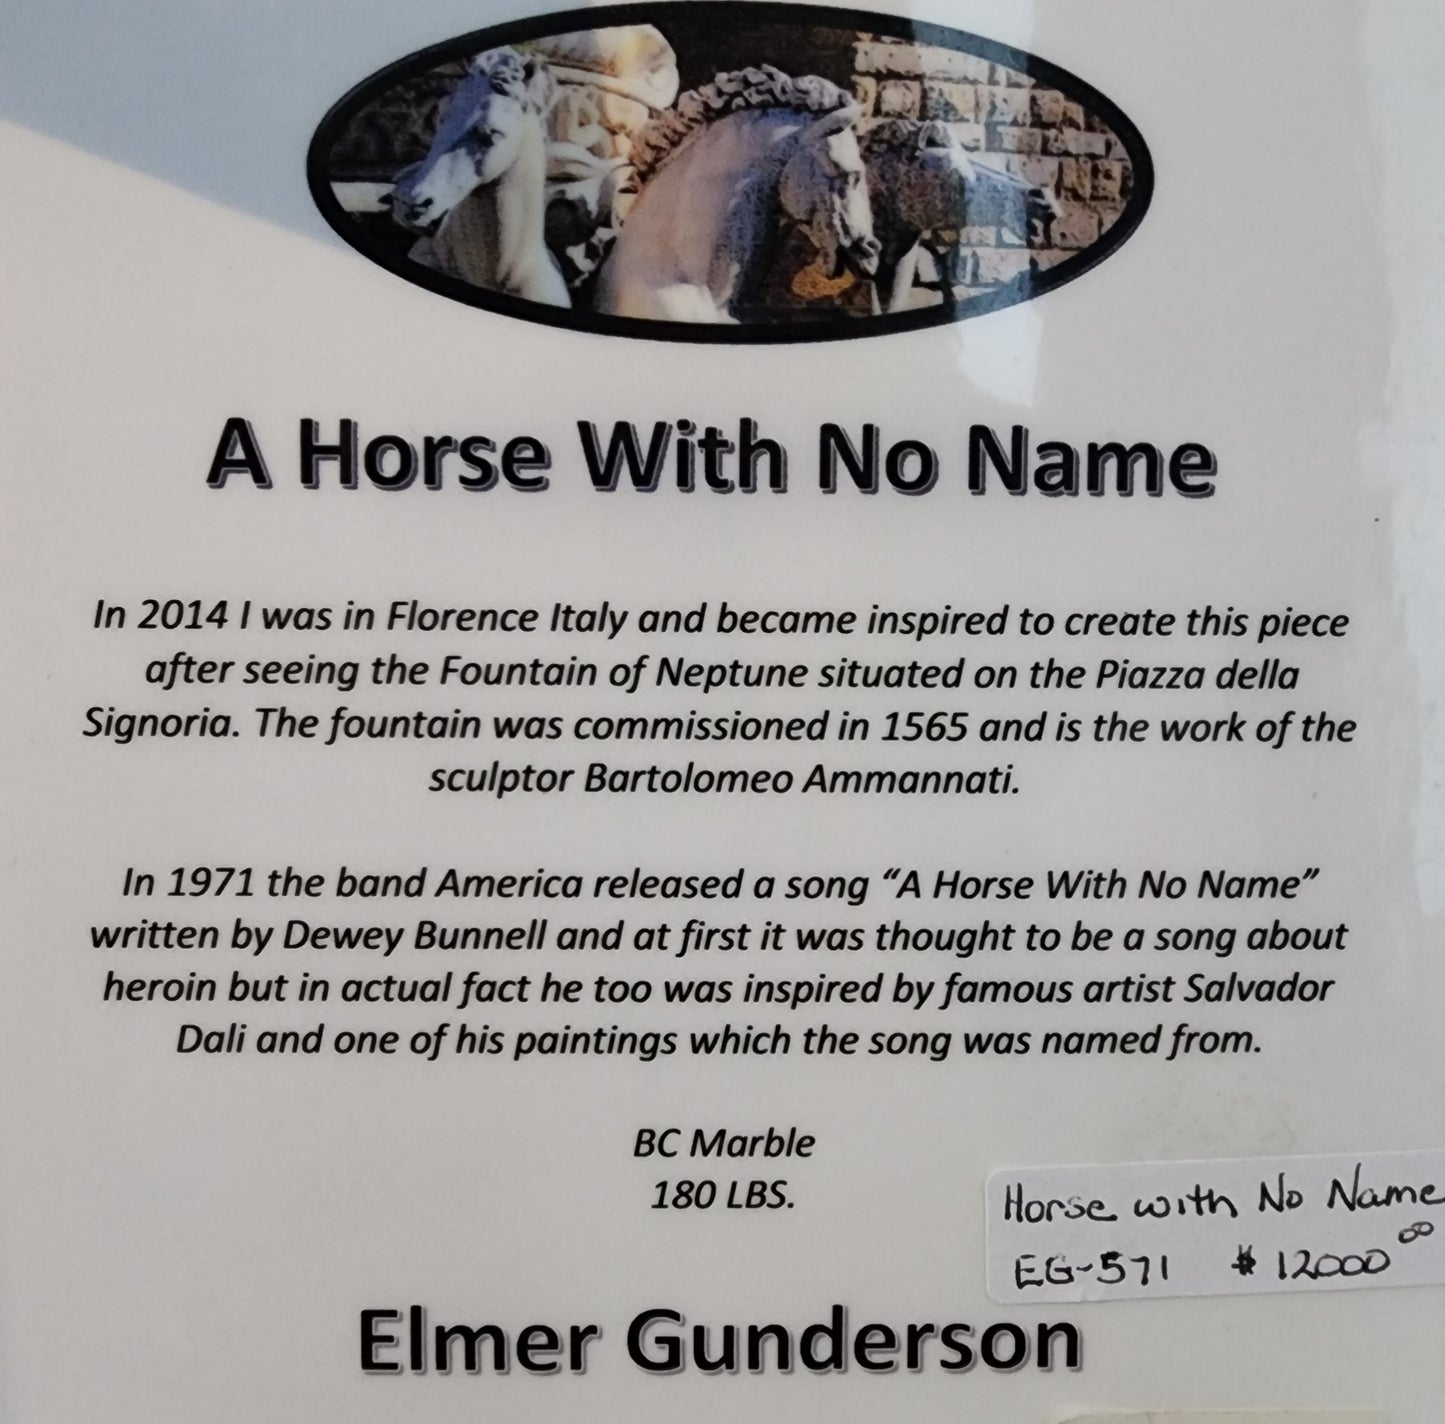 A Horse With No Name
In 2014 I was in Florence Italy and became inspired to create this piece
after seeing the Fountain of Neptune situated on the Piazza della
Signoria. The fountain was commissioned in 1565 and is the work of the
sculptor Bartolomeo Ammannati.
In 1971 the band America released a song “A Horse With No Name”
written by Dewey Bunnell and at first it was thought to be a song about
heroin but in actual fact he too was inspired by famous artist Salvador
Dali and one of his paintings which the song was named from.
BC Marble
180 LBS.
Horse with No Name
EG-571 $12000⁰⁰
Elmer Gunderson